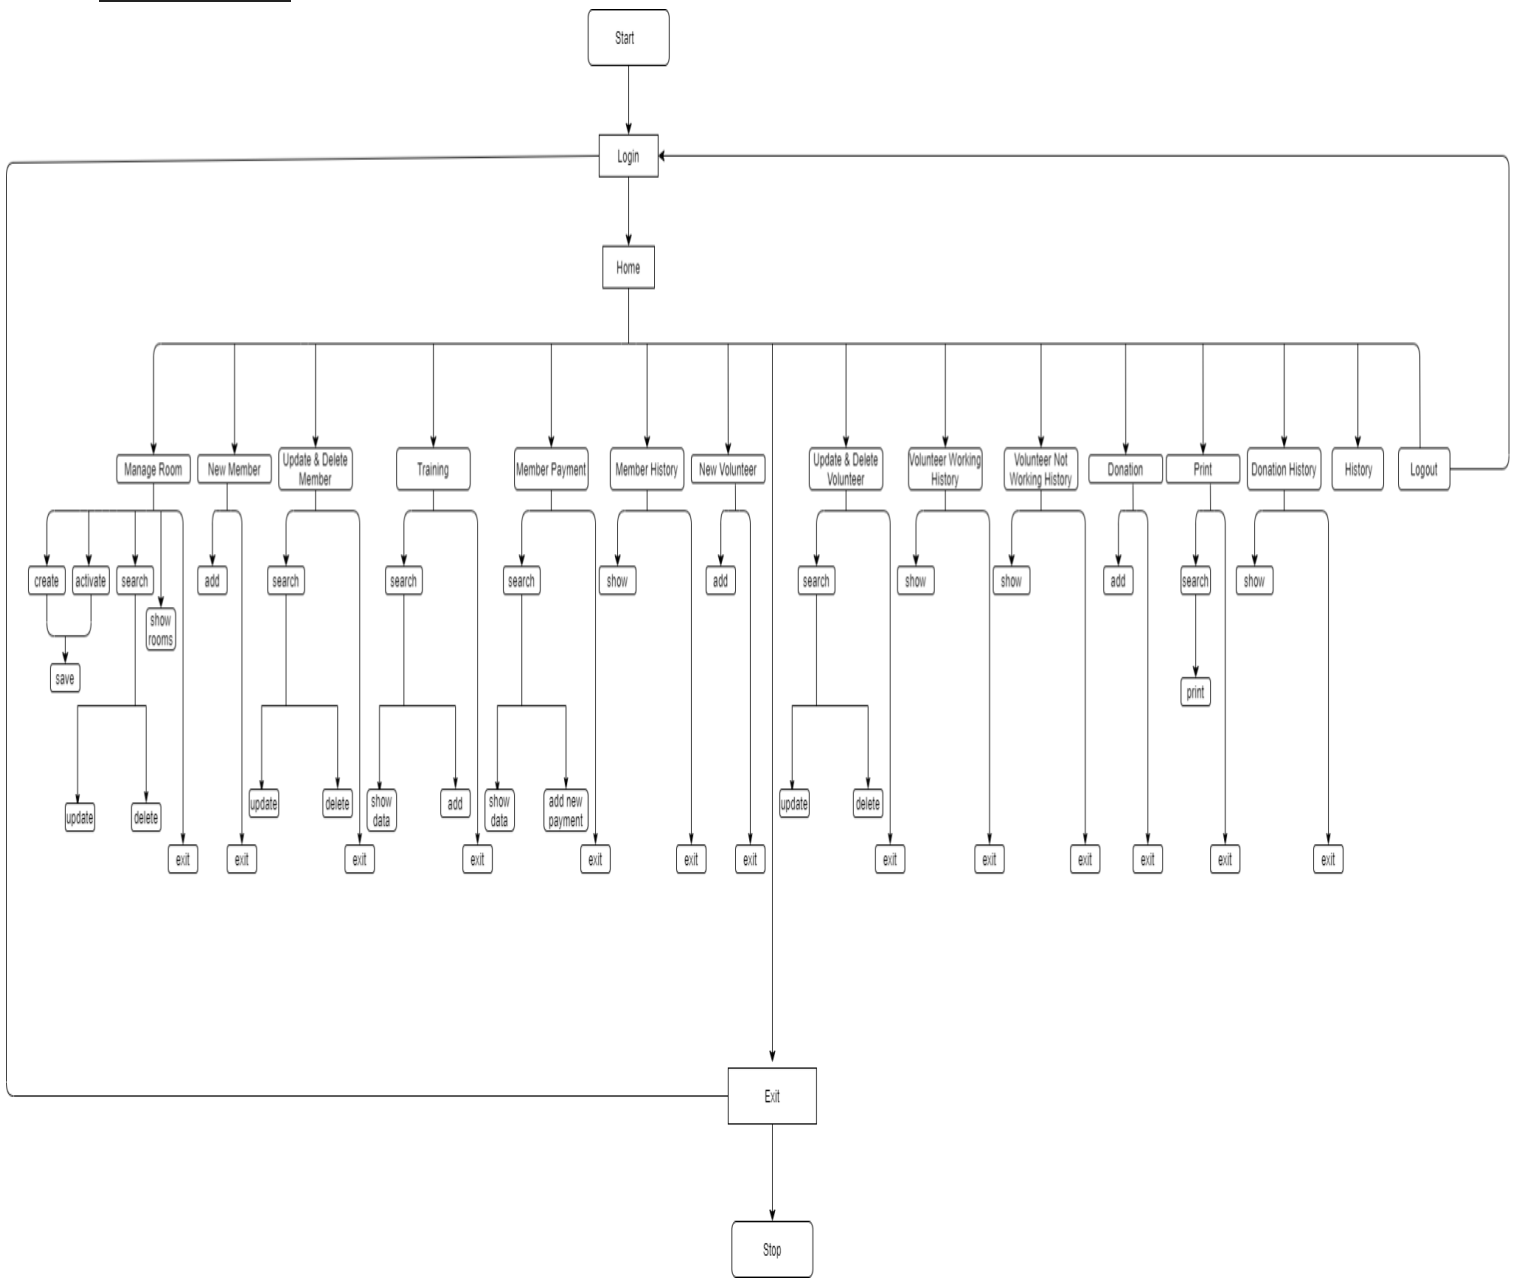 Start
Login
Home
Manage Room
New Member
Update & Delete
Member
Training
Member Payment
Member History
New Volunteer
Update & Delete
Volunteer
Volunteer Working
History
Volunteer Not
Working History
Donation
Print
Donation History
History
Logout
create
activate
search
add
search
search
search
show
add
search
show
show
add
search
show
show
rooms
save
print
update
delete
update
delete
show
data
add
show
data
add new
payment
update
delete
exit
exit
exit
exit
exit
exit
exit
exit
exit
exit
exit
exit
exit
Exit
Stop